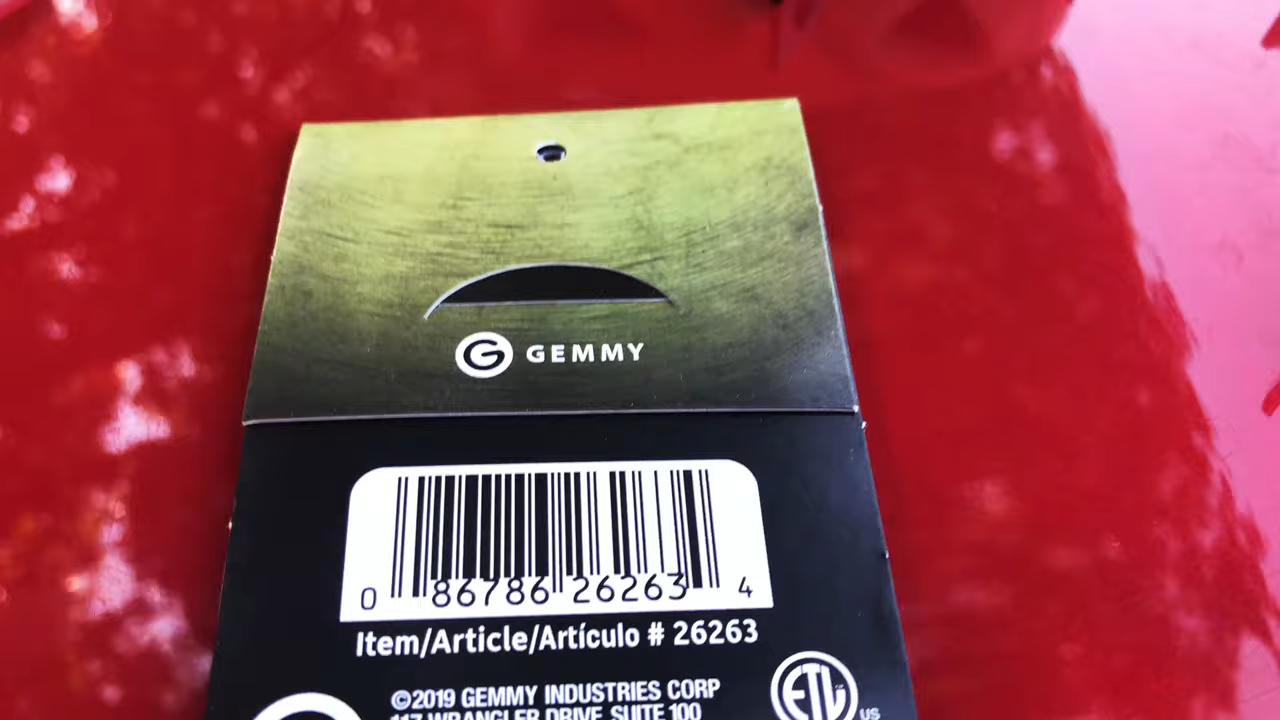 G GEMMY
0 86786 26263 4
Item/Article/Artículo # 26263
©2019 GEMMY INDUSTRIES CORP
117 WRANGLER DRIVE, SUITE 100
ETL
US